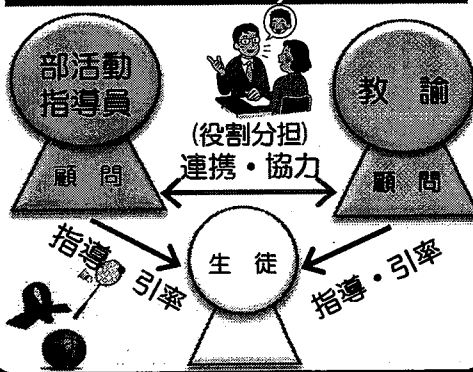 部活動
指導員
顧問
教諭
顧問
(役割分担)
連携・協力
生徒
指導・引率
指導・引率